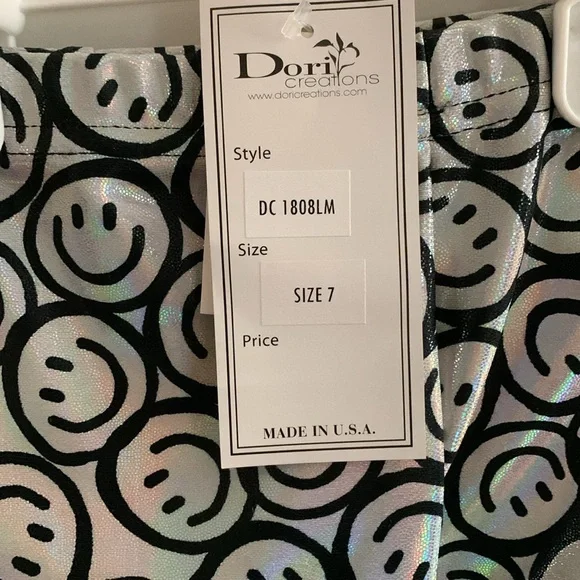 Dori
creations
www.doricreations.com
Style
DC 1808LM
Size
SIZE 7
Price
MADE IN U.S.A.